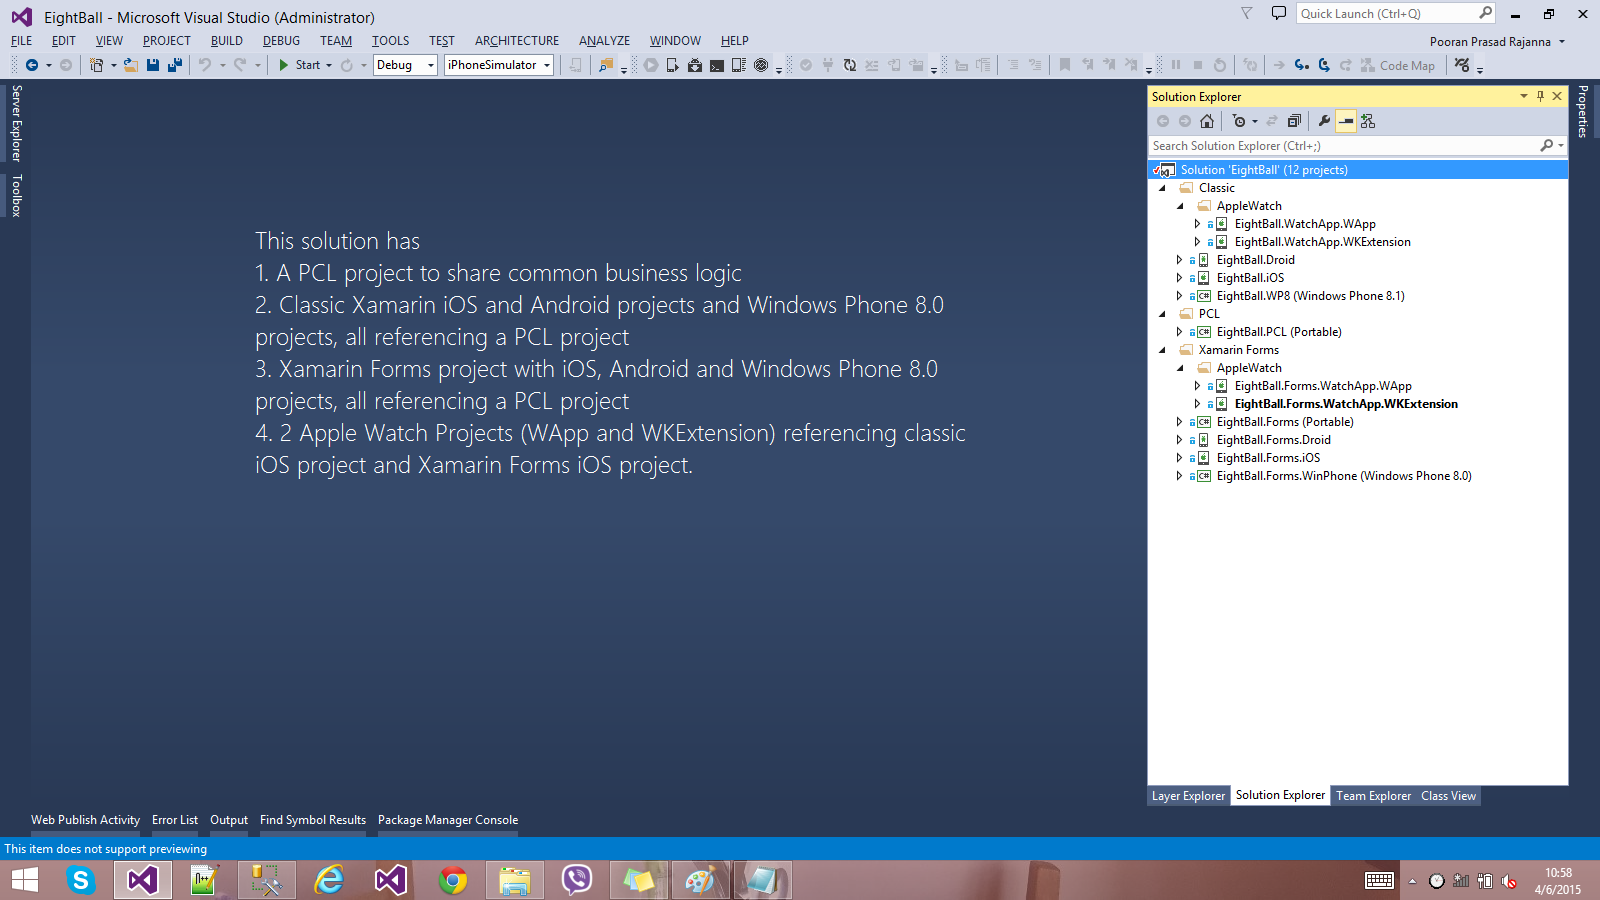 EightBall - Microsoft Visual Studio (Administrator)
Quick Launch (Ctrl+Q)
FILE EDIT VIEW PROJECT BUILD DEBUG TEAM TOOLS TEST ARCHITECTURE ANALYZE WINDOW HELP
Pooran Prasad Rajanna
Start Debug iPhoneSimulator Code Map
Server Explorer
Toolbox
This solution has
1. A PCL project to share common business logic
2. Classic Xamarin iOS and Android projects and Windows Phone 8.0
projects, all referencing a PCL project
3. Xamarin Forms project with iOS, Android and Windows Phone 8.0
projects, all referencing a PCL project
4. 2 Apple Watch Projects (WApp and WKExtension) referencing classic
iOS project and Xamarin Forms iOS project.
Solution Explorer
Search Solution Explorer (Ctrl+;)
Solution 'EightBall' (12 projects)
Classic
AppleWatch
EightBall.WatchApp.WApp
EightBall.WatchApp.WKExtension
EightBall.Droid
EightBall.iOS
C# EightBall.WP8 (Windows Phone 8.1)
PCL
C# EightBall.PCL (Portable)
Xamarin Forms
AppleWatch
EightBall.Forms.WatchApp.WApp
EightBall.Forms.WatchApp.WKExtension
C# EightBall.Forms (Portable)
EightBall.Forms.Droid
EightBall.Forms.iOS
C# EightBall.Forms.WinPhone (Windows Phone 8.0)
Layer Explorer Solution Explorer Team Explorer Class View
Properties
Web Publish Activity Error List Output Find Symbol Results Package Manager Console
This item does not support previewing
10:58
4/6/2015